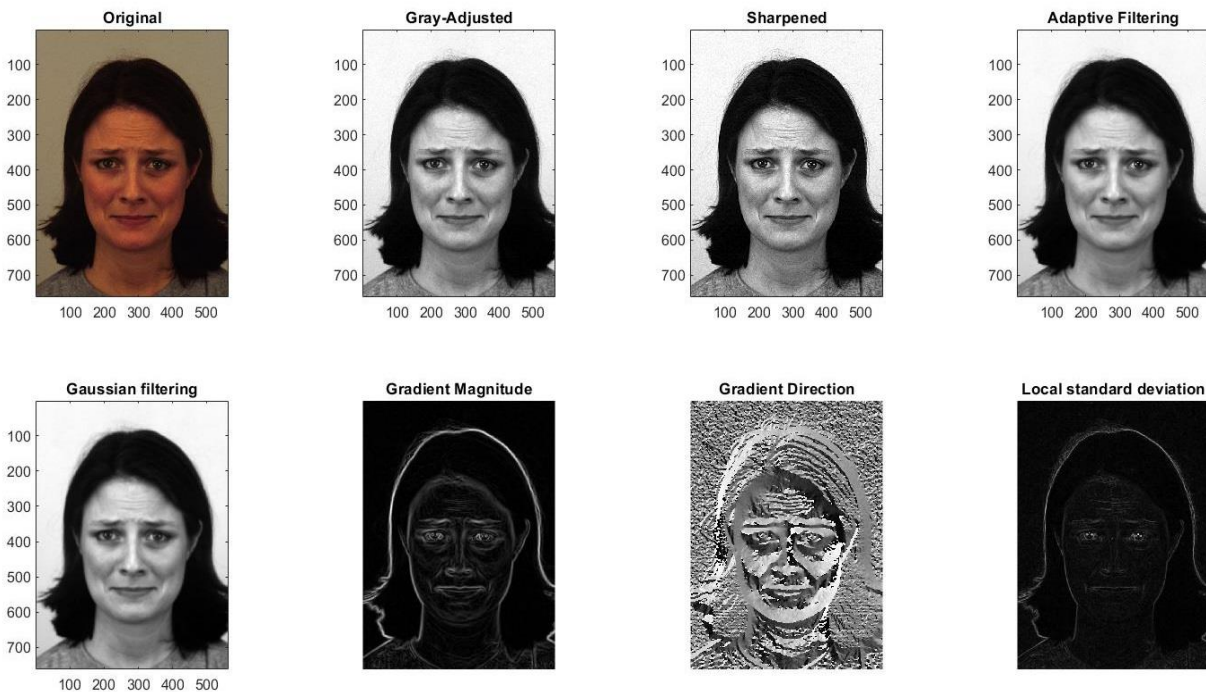 Original
Gray-Adjusted
Sharpened
Adaptive Filtering
100
200
300
400
500
600
700
100 200 300 400 500
100
200
300
400
500
600
700
100 200 300 400 500
100
200
300
400
500
600
700
100 200 300 400 500
100
200
300
400
500
600
700
100 200 300 400 500
Gaussian filtering
Gradient Magnitude
Gradient Direction
Local standard deviation
100
200
300
400
500
600
700
100 200 300 400 500